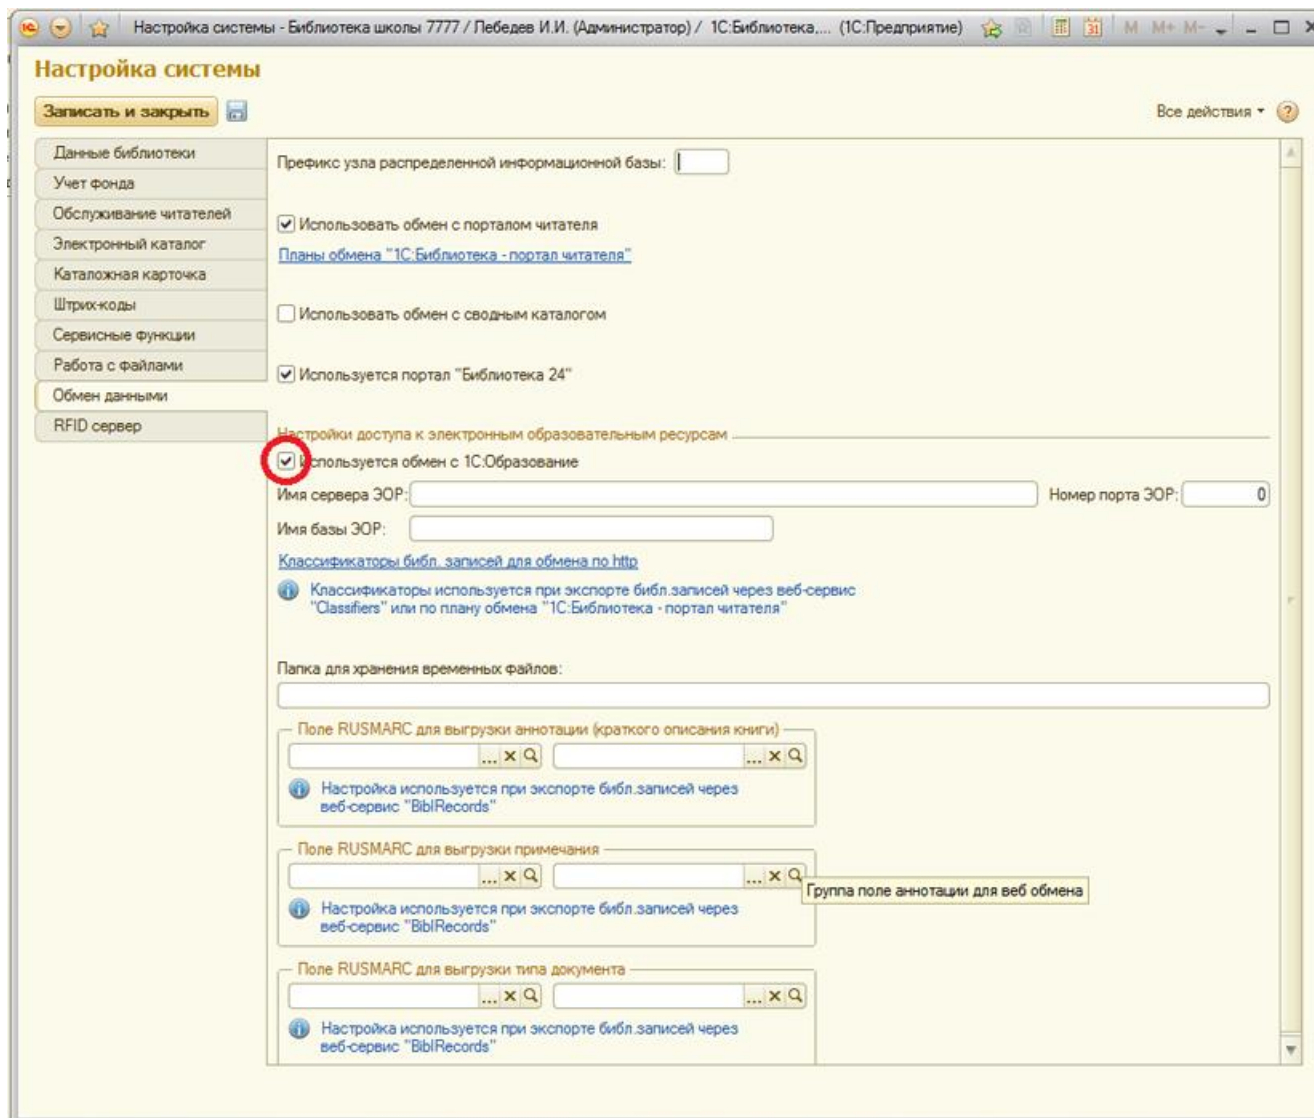 Настройка системы - Библиотека школы 7777 / Лебедев И.И. (Администратор) / 1С:Библиотека,... (1С:Предприятие)
31 M M+ M-
Настройка системы
Записать и закрыть
Все действия
?
Данные библиотеки
Учет фонда
Обслуживание читателей
Электронный каталог
Каталожная карточка
Штрих-коды
Сервисные функции
Работа с файлами
Обмен данными
RFID сервер
Префикс узла распределенной информационной базы:
Использовать обмен с порталом читателя
Планы обмена "1С:Библиотека - портал читателя"
Использовать обмен с сводным каталогом
Используется портал "Библиотека 24"
Настройки доступа к электронным образовательным ресурсам
Используется обмен с 1С:Образование
Имя сервера ЭОР: Номер порта ЭОР: 0
Имя базы ЭОР:
Классификаторы библ. записей для обмена по http
Классификаторы используется при экспорте библ.записей через веб-сервис
"Classifiers" или по плану обмена "1С:Библиотека - портал читателя"
Папка для хранения временных файлов:
Поле RUSMARC для выгрузки аннотации (краткого описания книги)
... ...
Настройка используется при экспорте библ.записей через
веб-сервис "BiblRecords"
Поле RUSMARC для выгрузки примечания
... ...
Группа поле аннотации для веб обмена
Настройка используется при экспорте библ.записей через
веб-сервис "BiblRecords"
Поле RUSMARC для выгрузки типа документа
... ...
Настройка используется при экспорте библ.записей через
веб-сервис "BiblRecords"